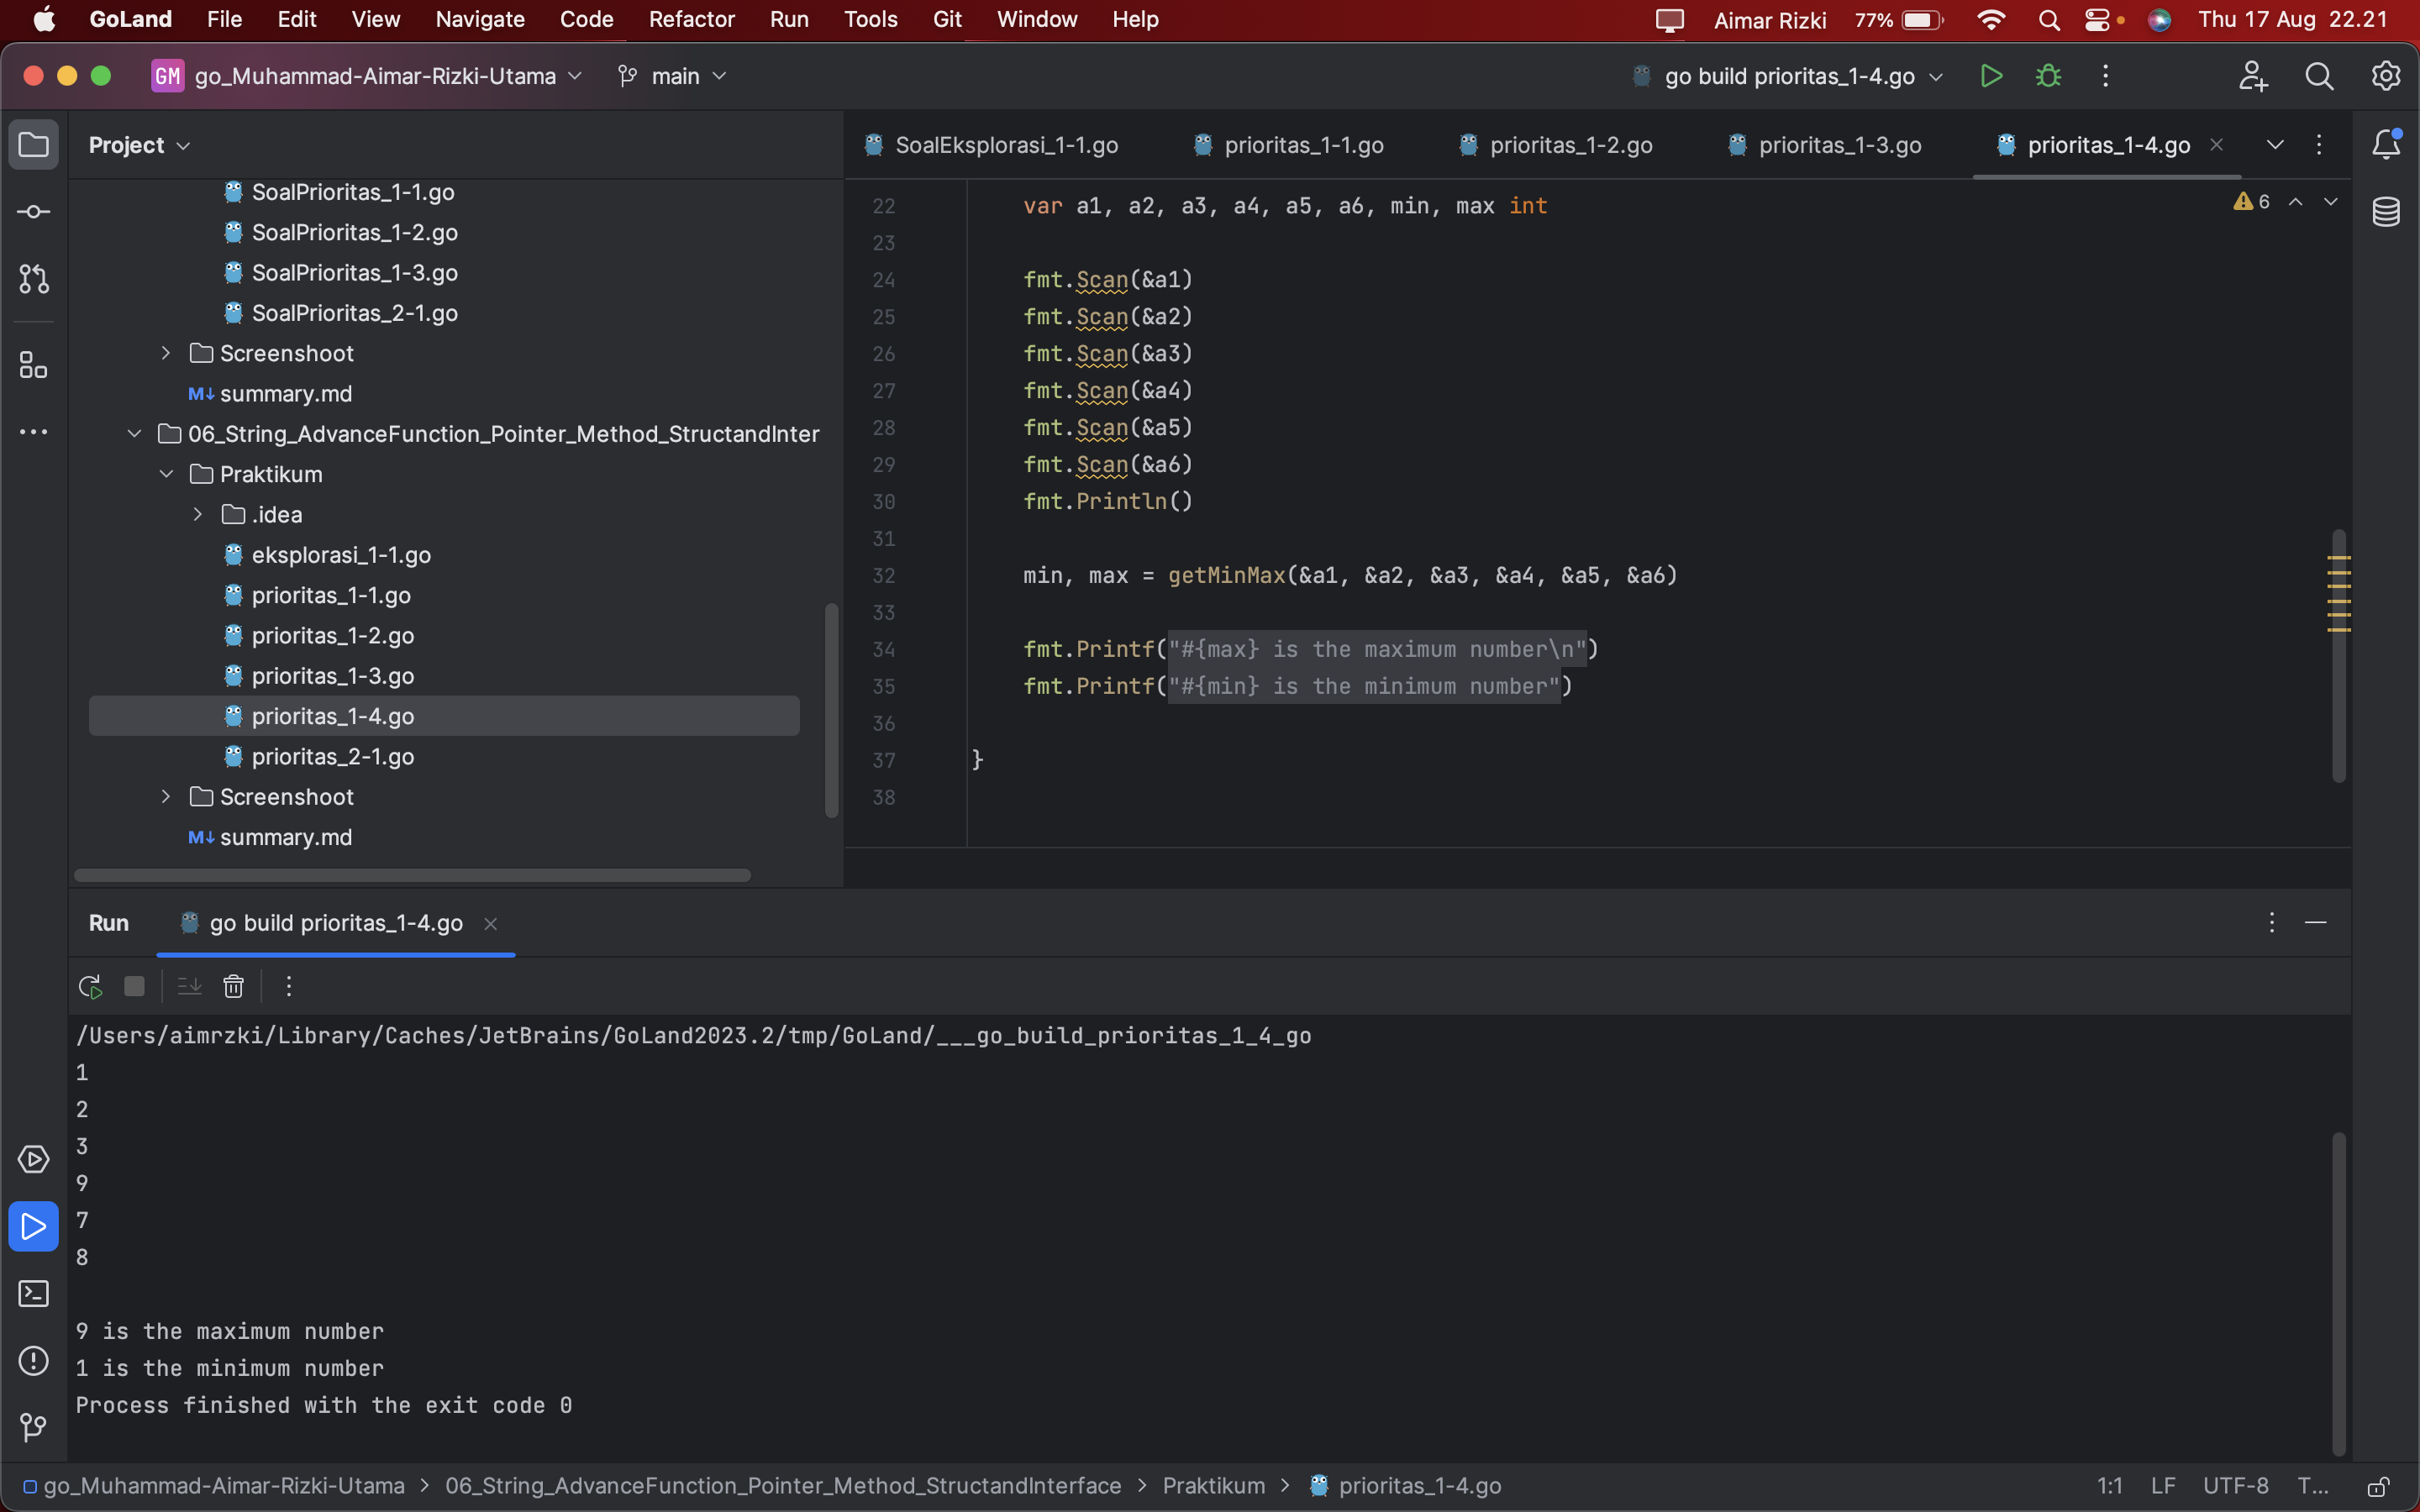 GoLand File Edit View Navigate Code Refactor Run Tools Git Window Help Aimar Rizki 77% Thu 17 Aug 22.21
GM go_Muhammad-Aimar-Rizki-Utama main go build prioritas_1-4.go
Project
SoalPrioritas_1-1.go
SoalPrioritas_1-2.go
SoalPrioritas_1-3.go
SoalPrioritas_2-1.go
Screenshoot
M↓ summary.md
06_String_AdvanceFunction_Pointer_Method_StructandInter
Praktikum
.idea
eksplorasi_1-1.go
prioritas_1-1.go
prioritas_1-2.go
prioritas_1-3.go
prioritas_1-4.go
prioritas_2-1.go
Screenshoot
M↓ summary.md
SoalEksplorasi_1-1.go prioritas_1-1.go prioritas_1-2.go prioritas_1-3.go prioritas_1-4.go
6
22 var a1, a2, a3, a4, a5, a6, min, max int
23
24 fmt.Scan(&a1)
25 fmt.Scan(&a2)
26 fmt.Scan(&a3)
27 fmt.Scan(&a4)
28 fmt.Scan(&a5)
29 fmt.Scan(&a6)
30 fmt.Println()
31
32 min, max = getMinMax(&a1, &a2, &a3, &a4, &a5, &a6)
33
34 fmt.Printf("#{max} is the maximum number\n")
35 fmt.Printf("#{min} is the minimum number")
36
37 }
38
Run go build prioritas_1-4.go
/Users/aimrzki/Library/Caches/JetBrains/GoLand2023.2/tmp/GoLand/___go_build_prioritas_1_4_go
1
2
3
9
7
8
9 is the maximum number
1 is the minimum number
Process finished with the exit code 0
go_Muhammad-Aimar-Rizki-Utama > 06_String_AdvanceFunction_Pointer_Method_StructandInterface > Praktikum > prioritas_1-4.go 1:1 LF UTF-8 T...